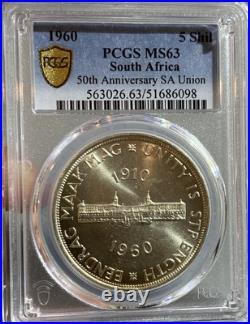 1960 5 Shil
PCGS MS63
South Africa
50th Anniversary SA Union
563026.63/51686098
PCGS
EENDRAG MAAK MAG ★ UNITY IS STRENGTH ★
1910
1960